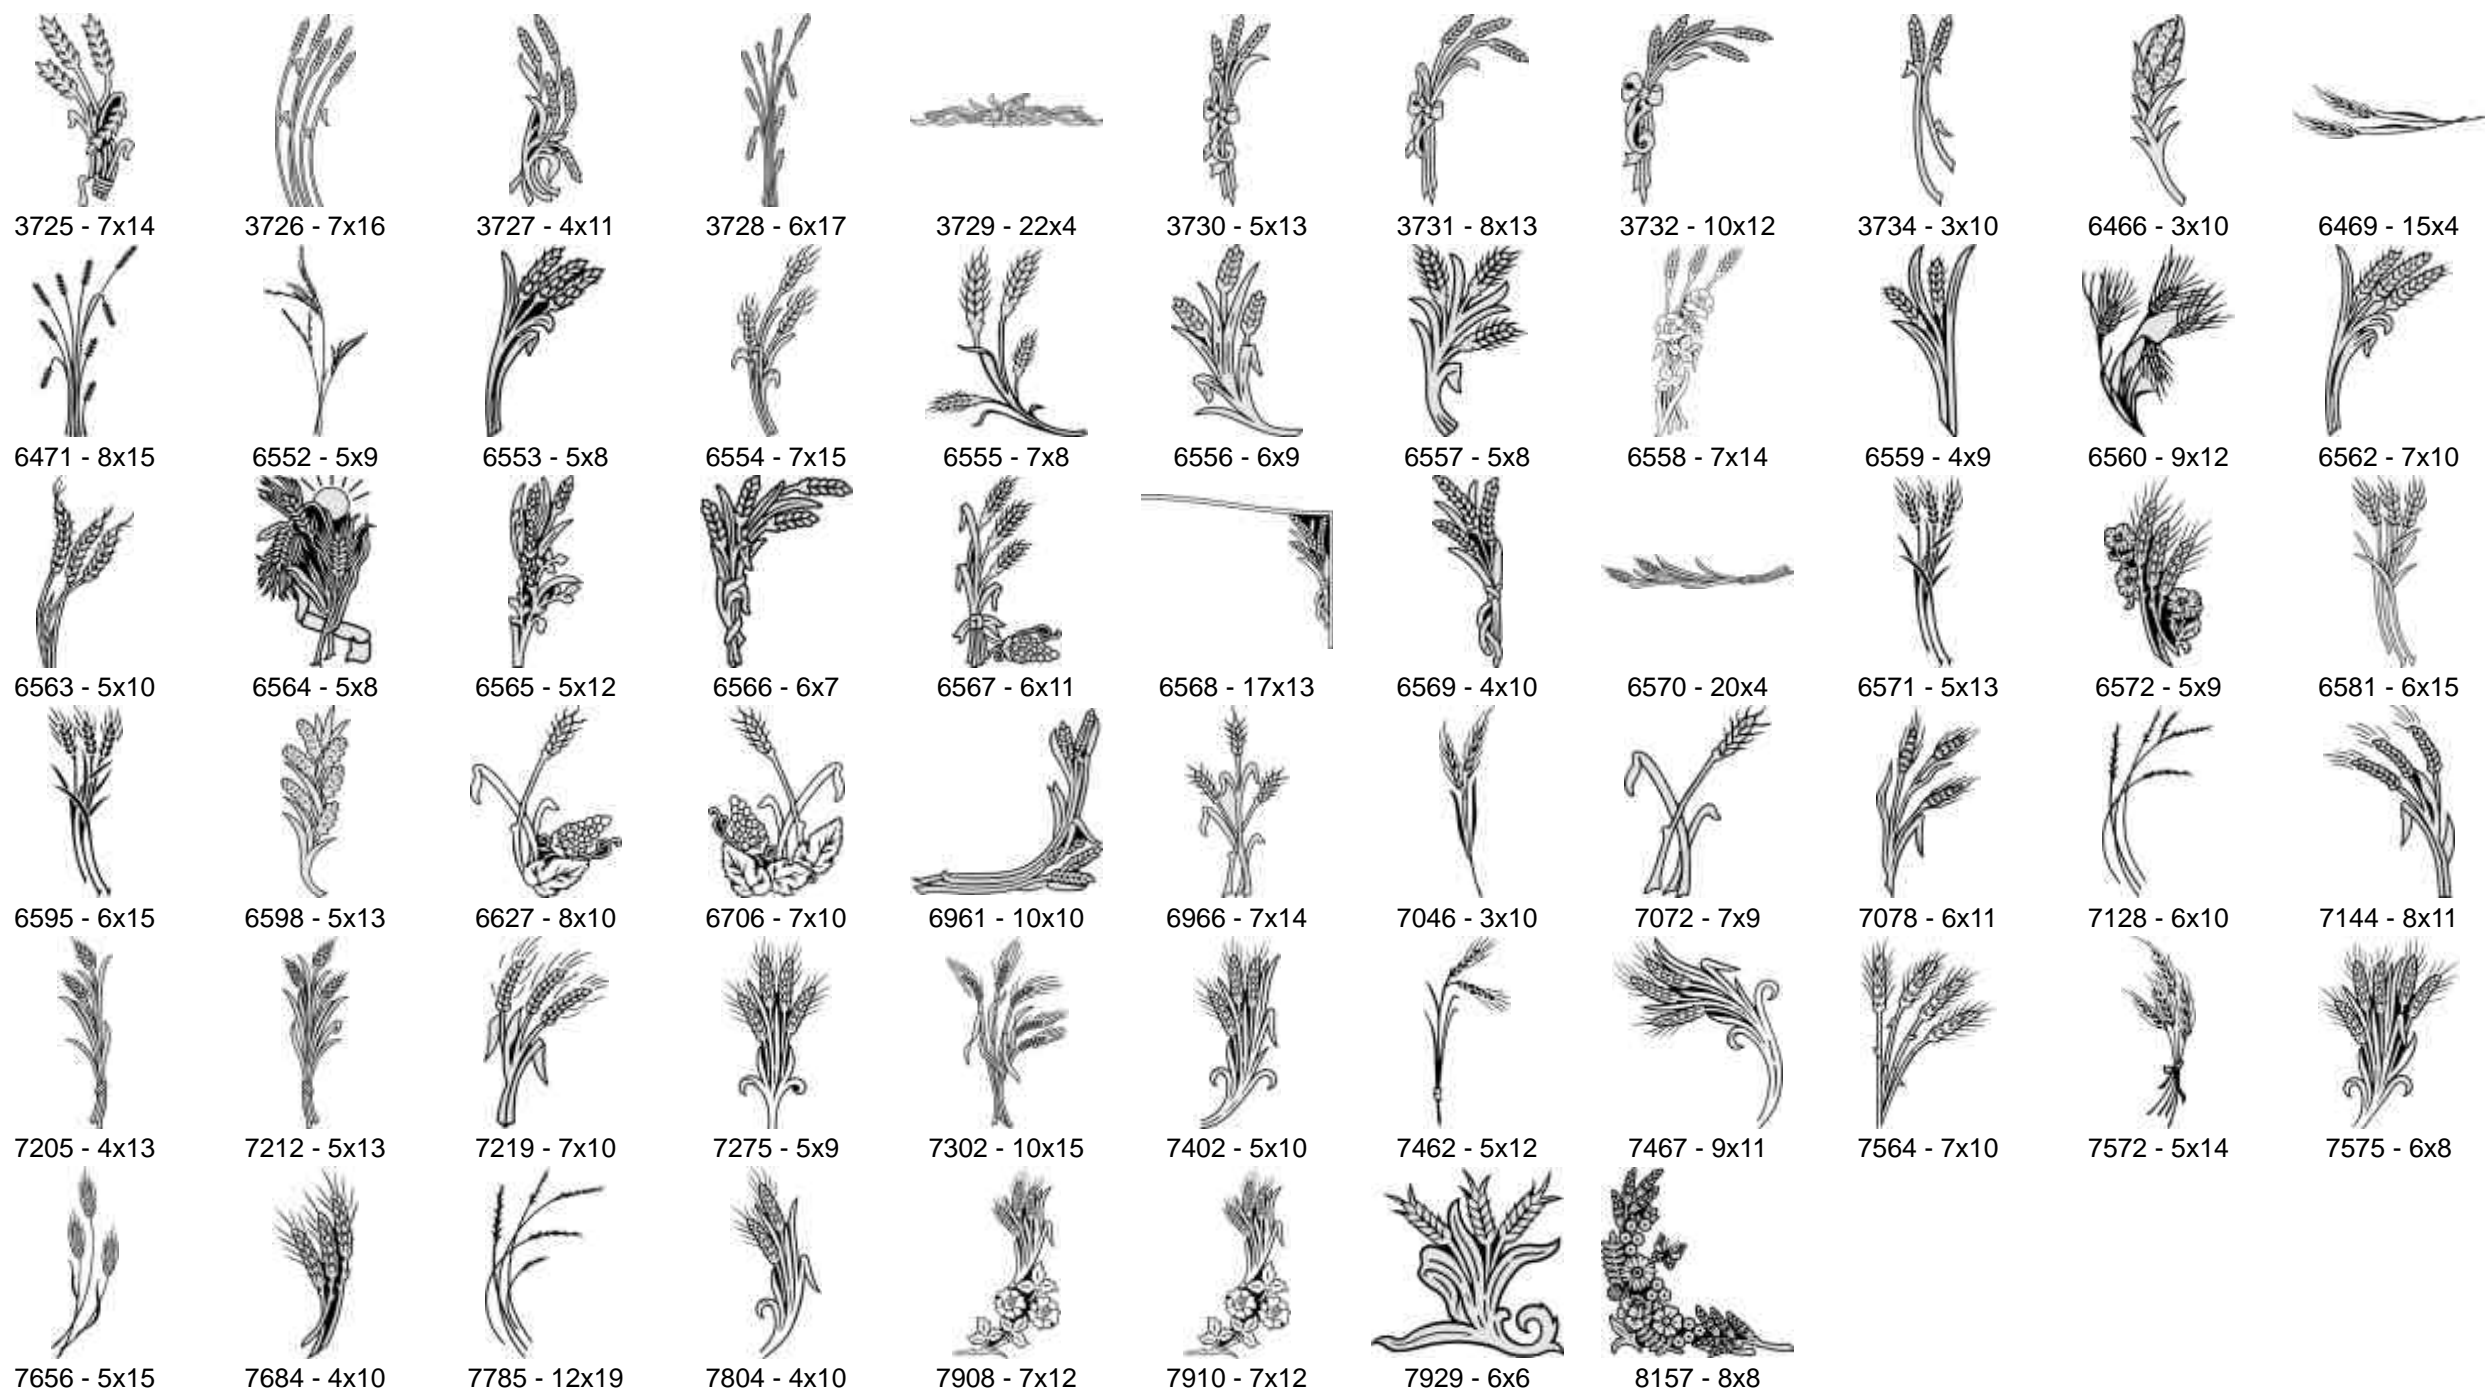 3725 - 7x14 3726 - 7x16 3727 - 4x11 3728 - 6x17 3729 - 22x4 3730 - 5x13 3731 - 8x13 3732 - 10x12 3734 - 3x10 6466 - 3x10 6469 - 15x4
6471 - 8x15 6552 - 5x9 6553 - 5x8 6554 - 7x15 6555 - 7x8 6556 - 6x9 6557 - 5x8 6558 - 7x14 6559 - 4x9 6560 - 9x12 6562 - 7x10
6563 - 5x10 6564 - 5x8 6565 - 5x12 6566 - 6x7 6567 - 6x11 6568 - 17x13 6569 - 4x10 6570 - 20x4 6571 - 5x13 6572 - 5x9 6581 - 6x15
6595 - 6x15 6598 - 5x13 6627 - 8x10 6706 - 7x10 6961 - 10x10 6966 - 7x14 7046 - 3x10 7072 - 7x9 7078 - 6x11 7128 - 6x10 7144 - 8x11
7205 - 4x13 7212 - 5x13 7219 - 7x10 7275 - 5x9 7302 - 10x15 7402 - 5x10 7462 - 5x12 7467 - 9x11 7564 - 7x10 7572 - 5x14 7575 - 6x8
7656 - 5x15 7684 - 4x10 7785 - 12x19 7804 - 4x10 7908 - 7x12 7910 - 7x12 7929 - 6x6 8157 - 8x8